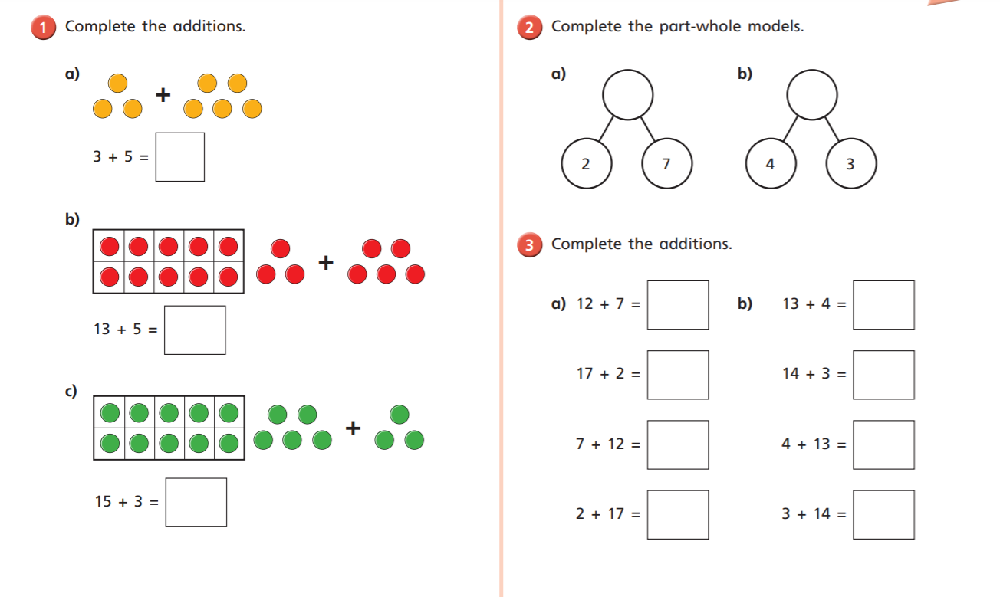 1 Complete the additions.
a)
+
3 + 5 =
b)
+
13 + 5 =
c)
+
15 + 3 =
2 Complete the part-whole models.
a)
2 7
b)
4 3
3 Complete the additions.
a) 12 + 7 =
17 + 2 =
7 + 12 =
2 + 17 =
b) 13 + 4 =
14 + 3 =
4 + 13 =
3 + 14 =